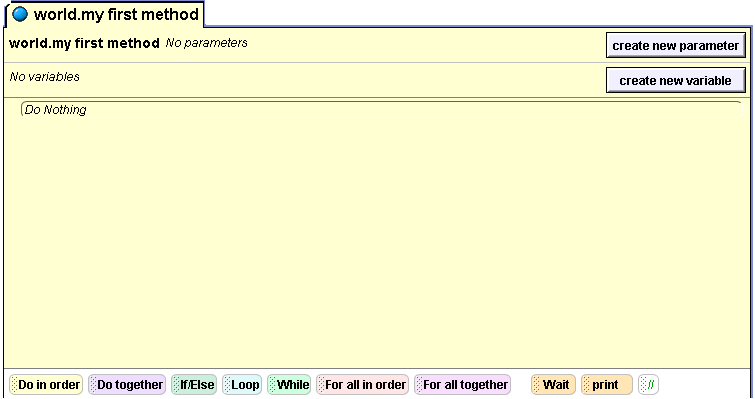 world.my first method
world.my first method No parameters create new parameter
No variables create new variable
Do Nothing
Do in order Do together If/Else Loop While For all in order For all together Wait print //